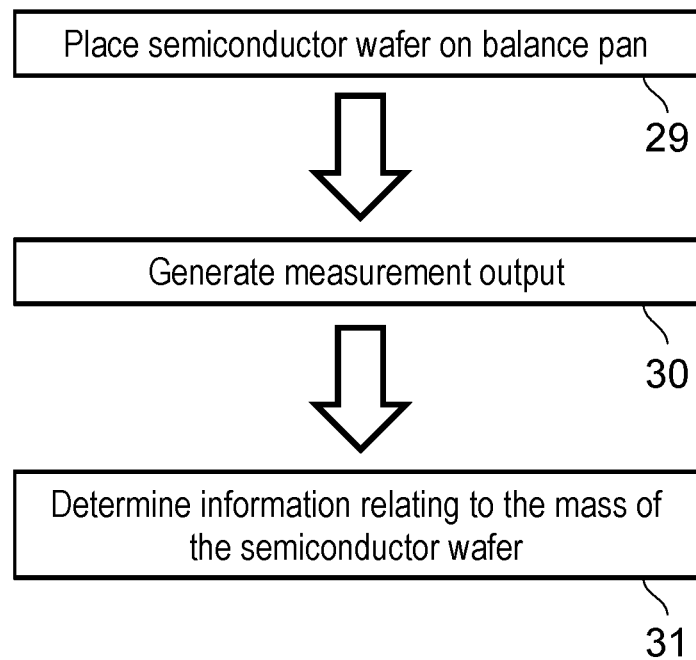 Place semiconductor wafer on balance pan
29
Generate measurement output
30
Determine information relating to the mass of
the semiconductor wafer
31